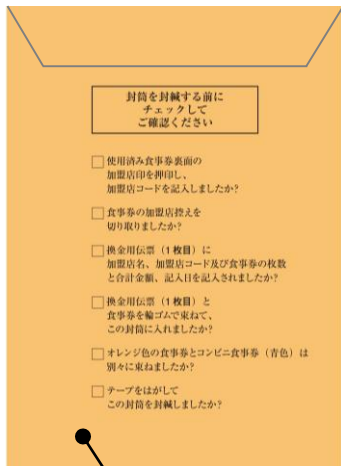 封筒を封緘する前に
チェックして
ご確認ください
使用済み食事券裏面の
加盟店印を押印し、
加盟店コードを記入しましたか?
食事券の加盟店控えを
切り取りましたか?
換金用伝票（1枚目）に
加盟店名、加盟店コード及び食事券の枚数
と合計金額、記入日を記入されましたか?
換金用伝票（1枚目）と
食事券を輪ゴムで束ねて、
この封筒に入れましたか?
オレンジ色の食事券とコンビニ食事券（青色）は
別々に束ねましたか?
テープをはがして
この封筒を封緘しましたか?